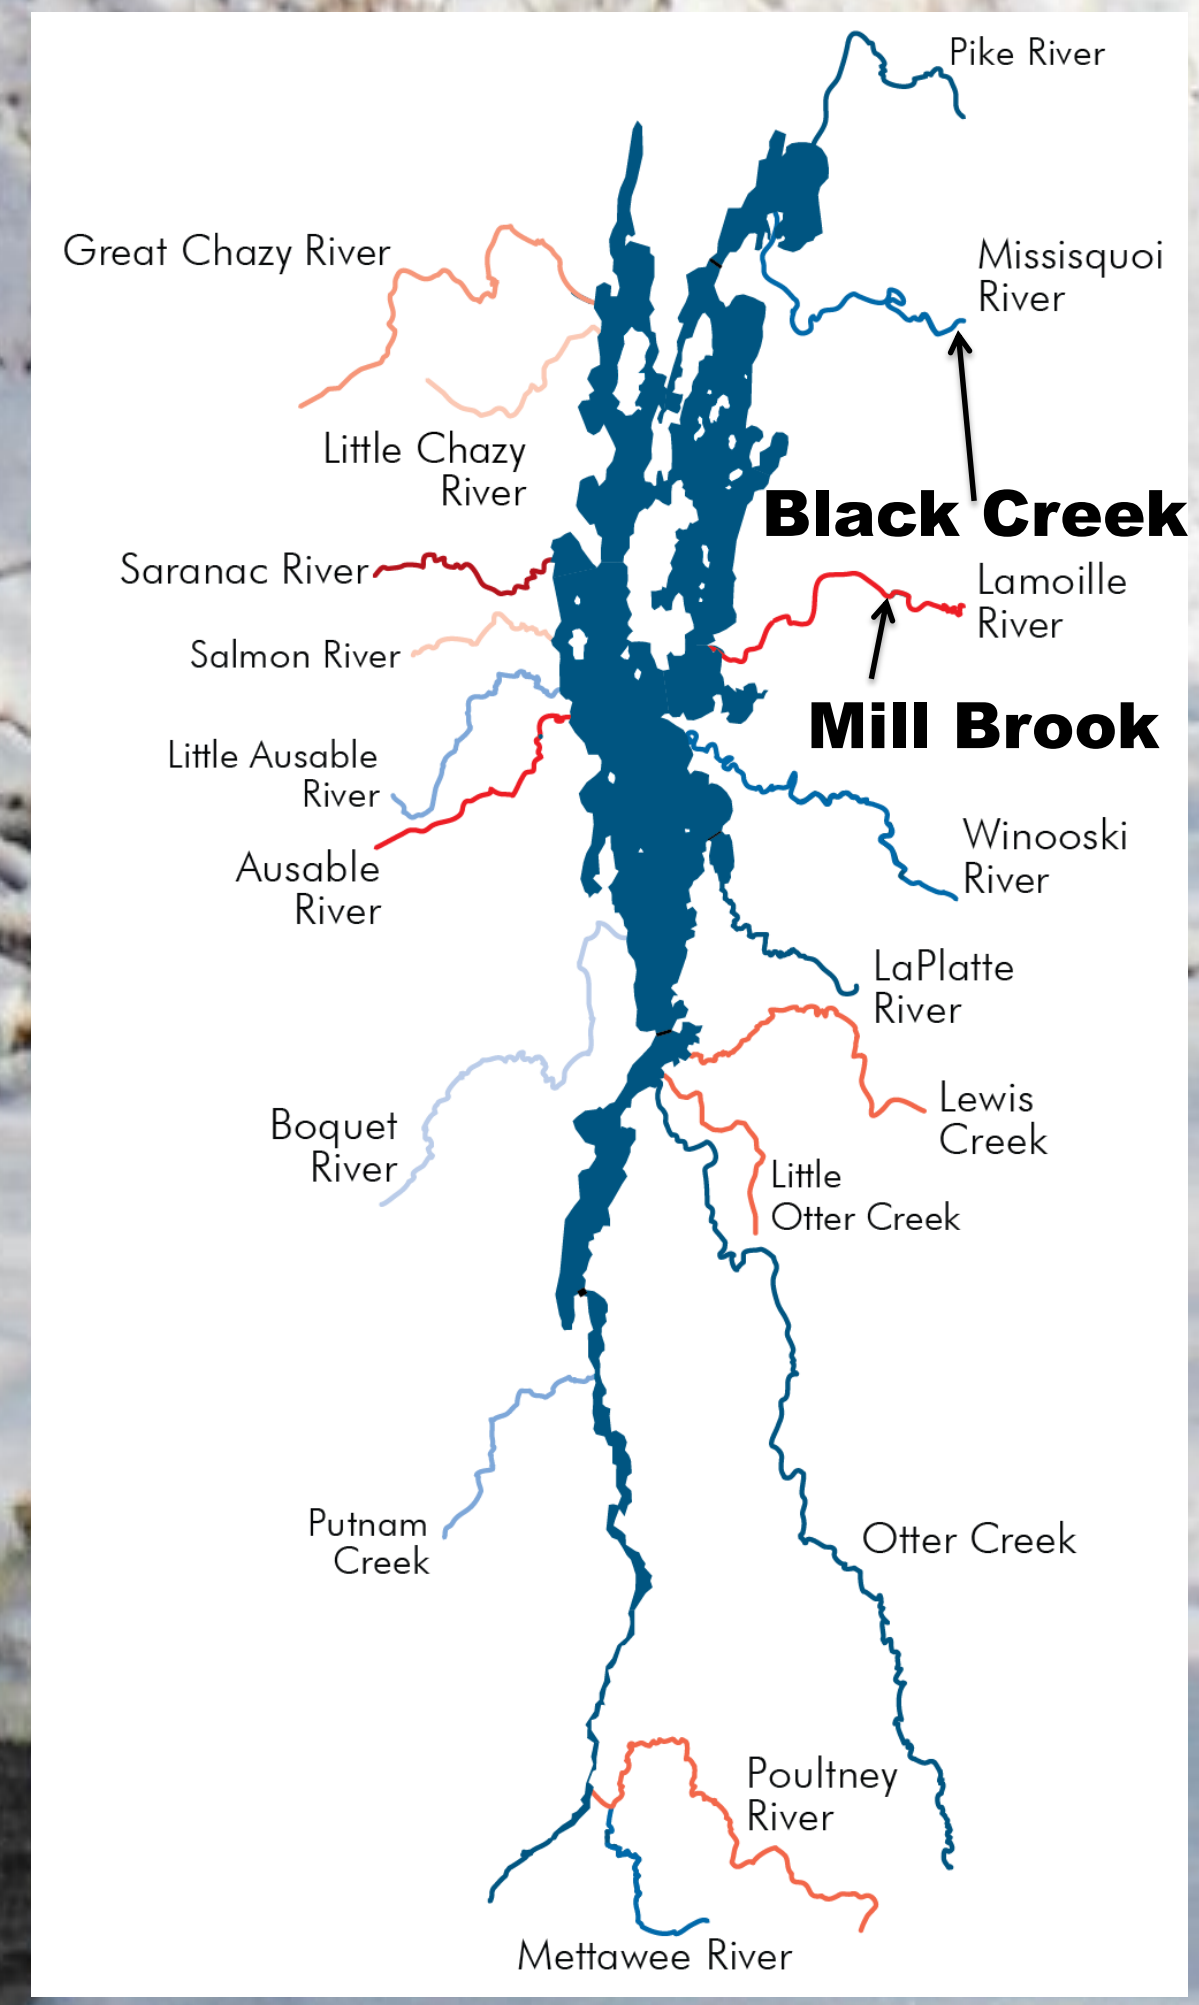 Pike River
Great Chazy River
Missisquoi
River
Little Chazy
River
Black Creek
Saranac River
Lamoille
River
Salmon River
Mill Brook
Little Ausable
River
Winooski
River
Ausable
River
LaPlatte
River
Lewis
Creek
Boquet
River
Little
Otter Creek
Putnam
Creek
Otter Creek
Poultney
River
Mettawee River